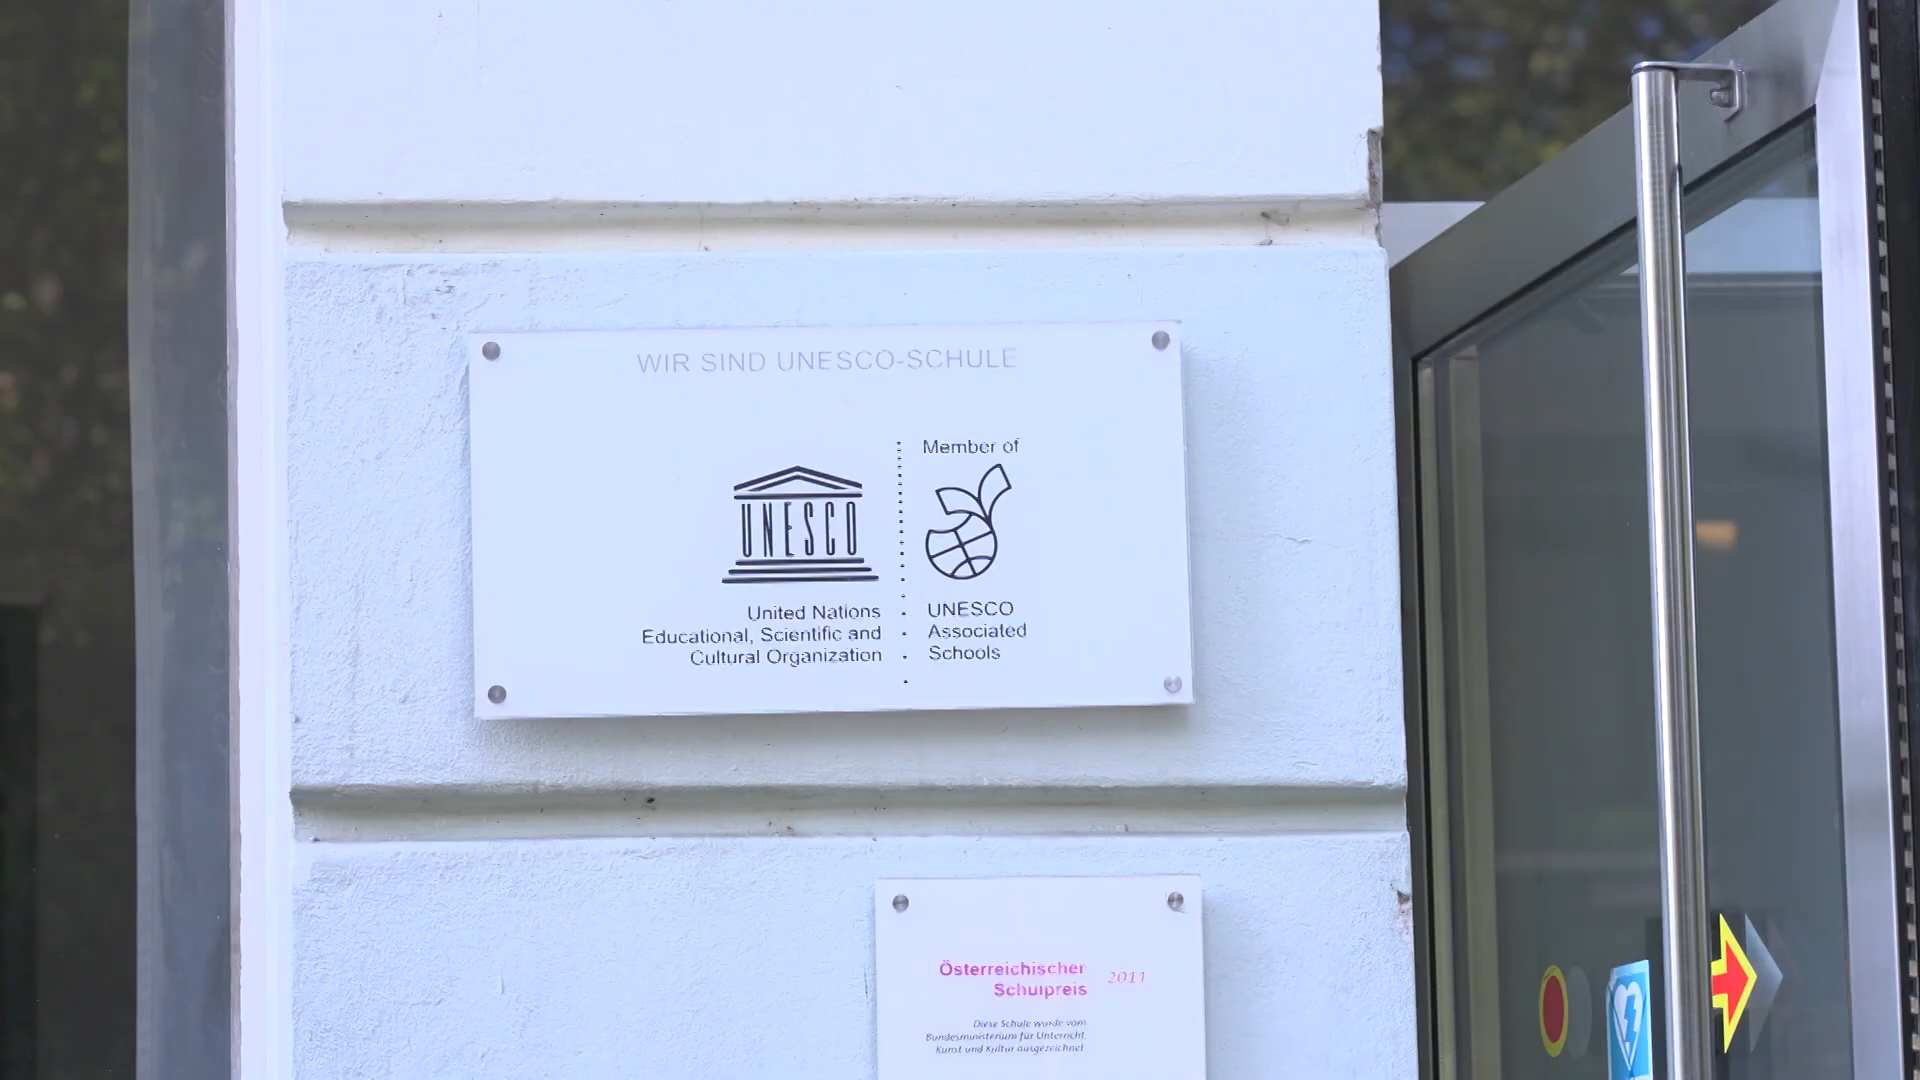 WIR SIND UNESCO-SCHULE
UNESCO
United Nations
Educational, Scientific and
Cultural Organization
Member of
UNESCO
Associated
Schools
Österreichischer
Schulpreis
2011
Diese Schule wurde vom
Bundesministerium für Unterricht,
Kunst und Kultur ausgezeichnet.